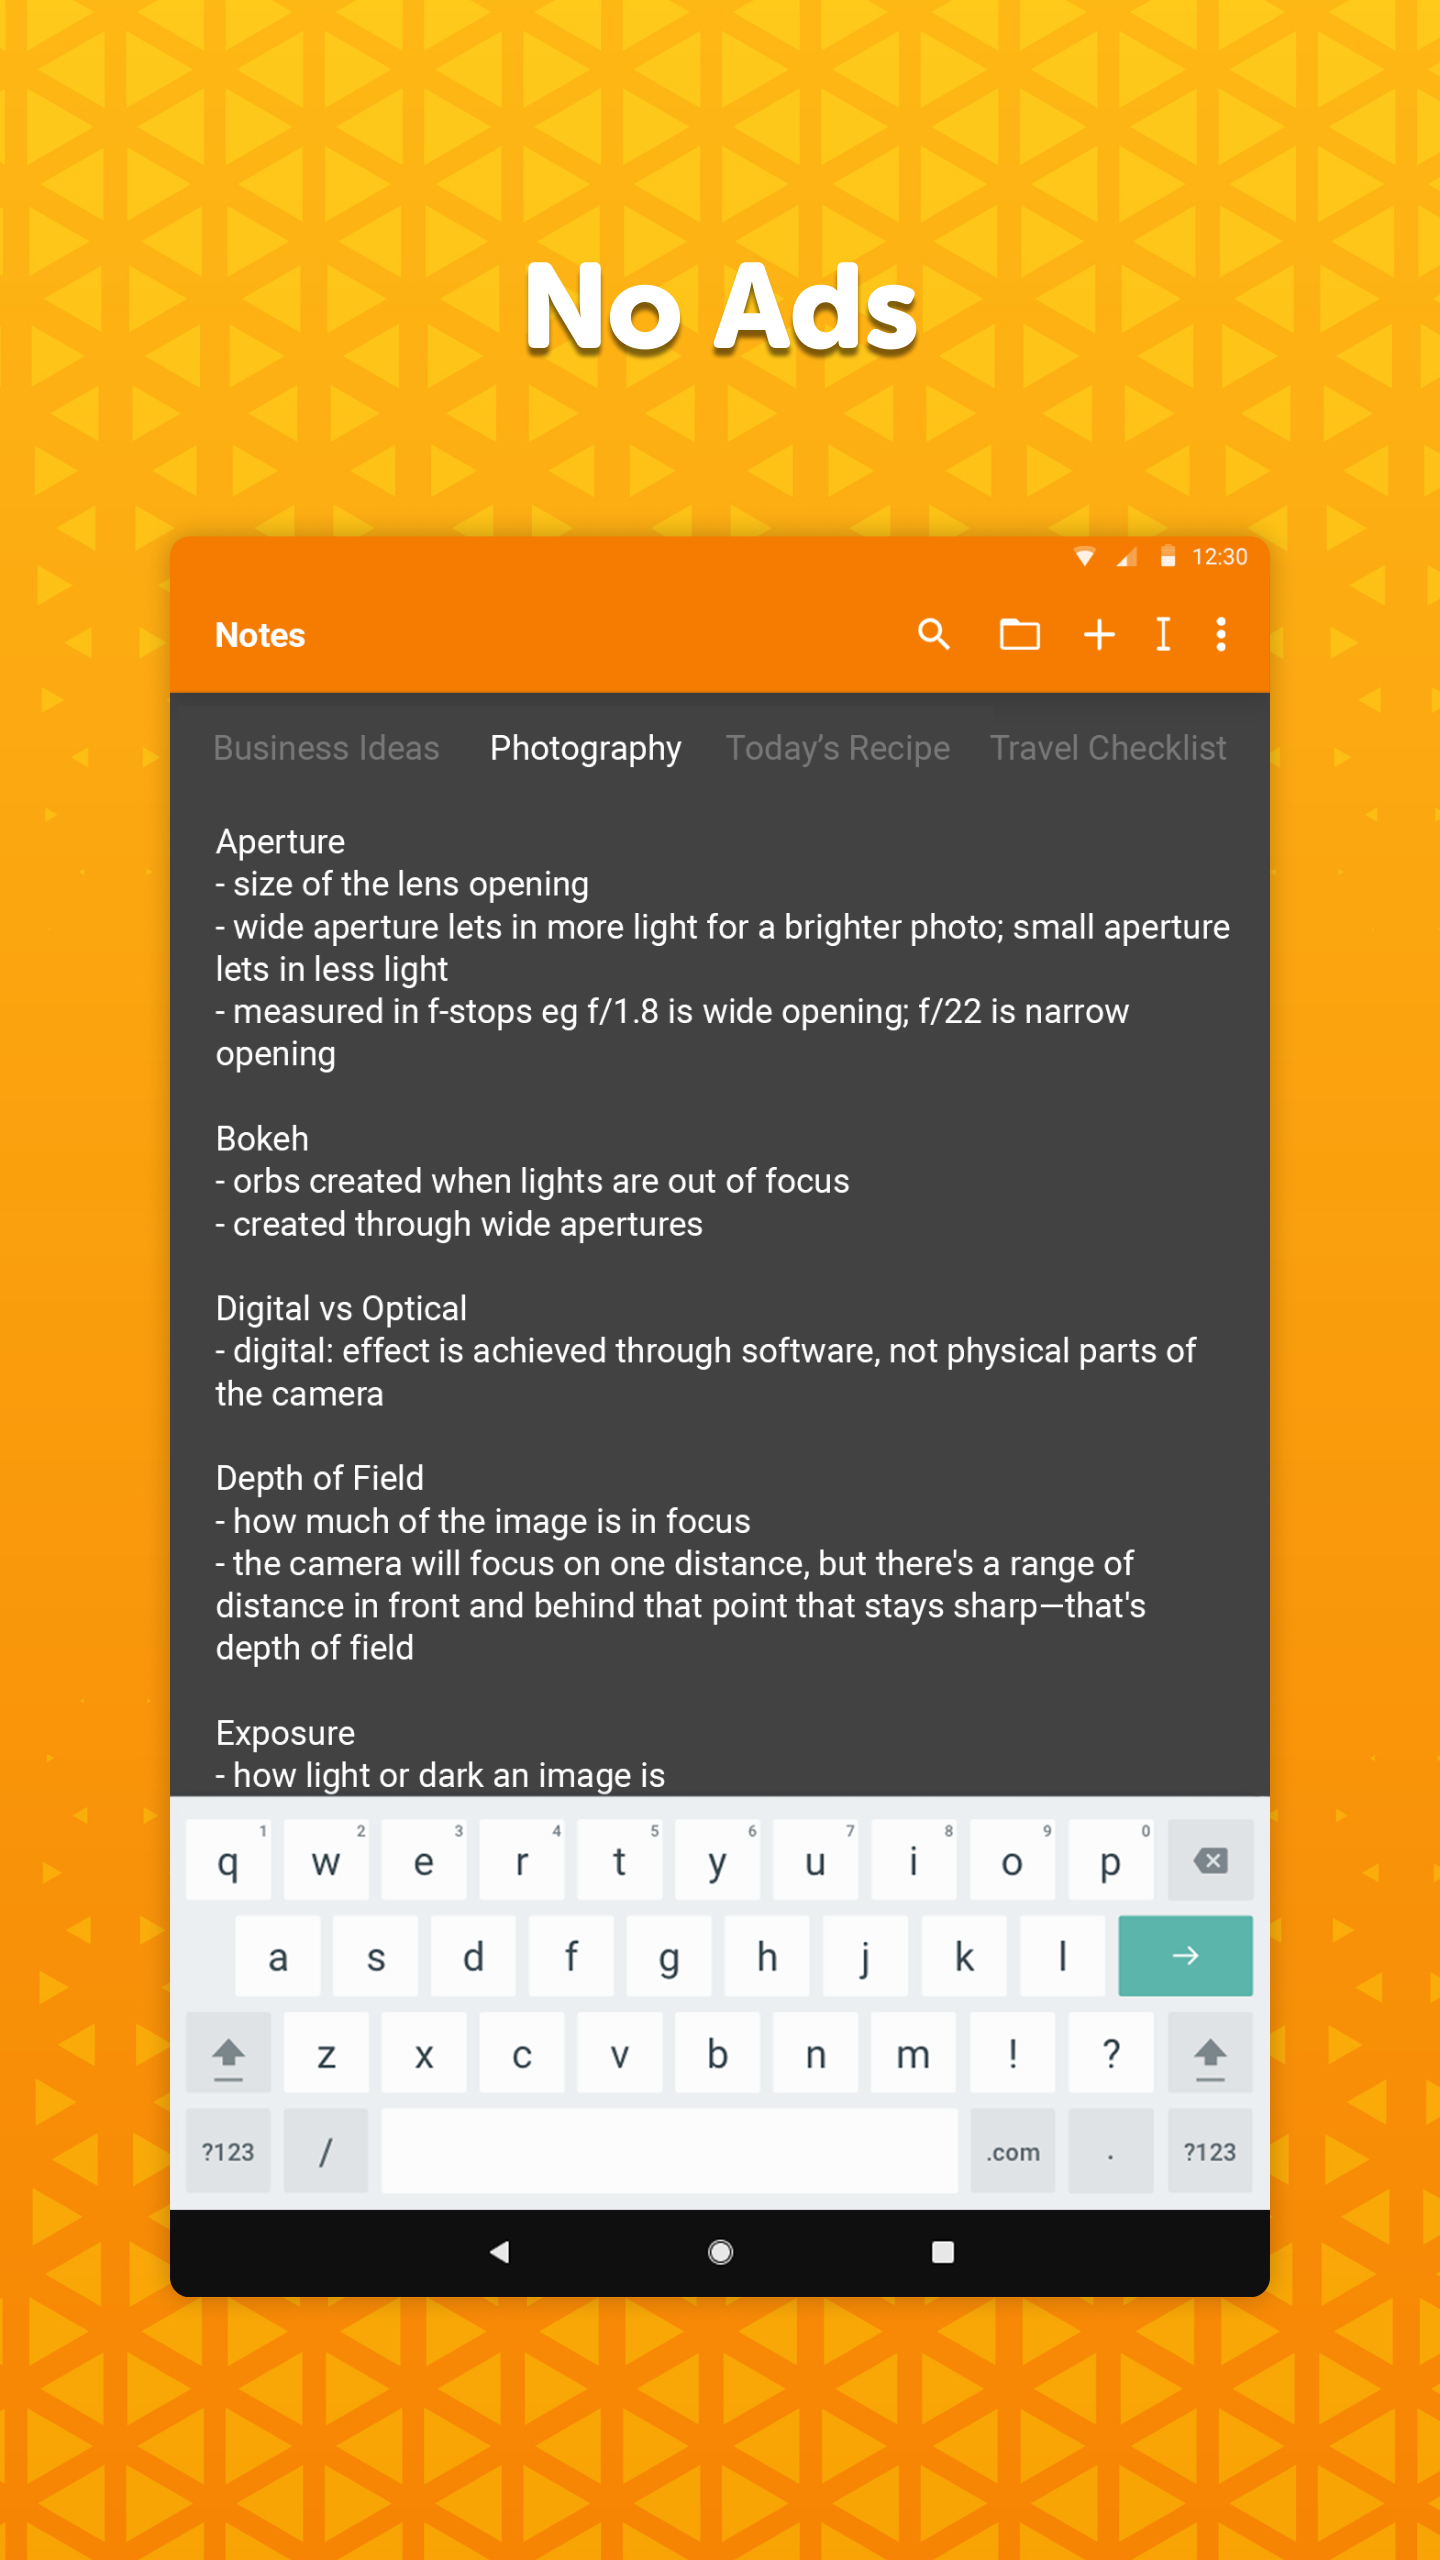 No Ads
12:30
Notes
Business Ideas Photography Today’s Recipe Travel Checklist
Aperture
- size of the lens opening
- wide aperture lets in more light for a brighter photo; small aperture
lets in less light
- measured in f-stops eg f/1.8 is wide opening; f/22 is narrow
opening
Bokeh
- orbs created when lights are out of focus
- created through wide apertures
Digital vs Optical
- digital: effect is achieved through software, not physical parts of
the camera
Depth of Field
- how much of the image is in focus
- the camera will focus on one distance, but there's a range of
distance in front and behind that point that stays sharp—that's
depth of field
Exposure
- how light or dark an image is
1 2 3 4 5 6 7 8 9 0
q w e r t y u i o p
a s d f g h j k l
z x c v b n m ! ?
?123 / .com . ?123